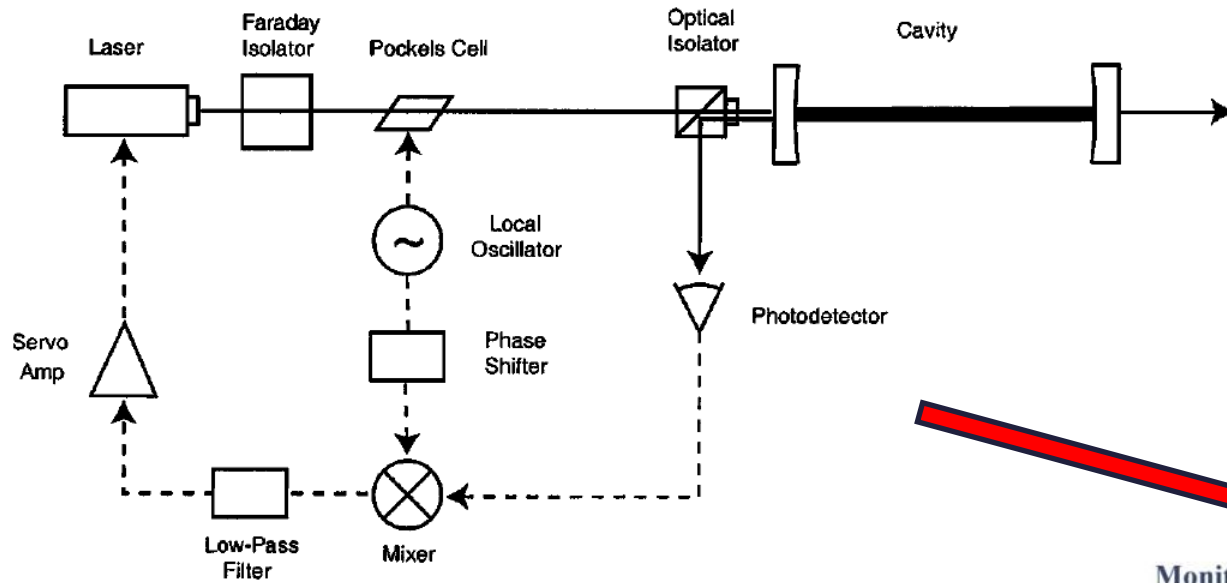 Laser
Faraday
Isolator
Pockels Cell
Optical
Isolator
Cavity
~
Local
Oscillator
Photodetector
Phase
Shifter
Servo
Amp
Low-Pass
Filter
Mixer
Monit